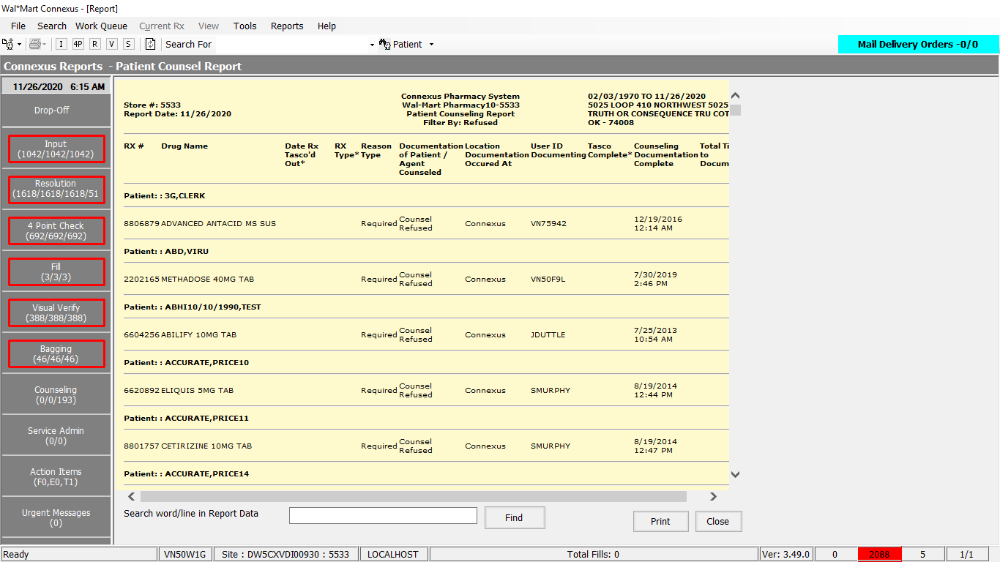 Wal*Mart Connexus - [Report]
File Search Work Queue Current Rx View Tools Reports Help
I 4P R V S Search For Patient Mail Delivery Orders -0/0
Connexus Reports - Patient Counsel Report
11/26/2020 6:15 AM
Drop-Off
Input
(1042/1042/1042)
Resolution
(1618/1618/1618/51
4 Point Check
(692/692/692)
Fill
(3/3/3)
Visual Verify
(388/388/388)
Bagging
(46/46/46)
Counseling
(0/0/193)
Service Admin
(0/0)
Action Items
(F0,E0,T1)
Urgent Messages
(0)
Store #: 5533
Report Date: 11/26/2020
Connexus Pharmacy System
Wal-Mart Pharmacy10-5533
Patient Counseling Report
Filter By: Refused
02/03/1970 TO 11/26/2020
5025 LOOP 410 NORTHWEST 5025
TRUTH OR CONSEQUENCE TRU COT
OK - 74008
RX # Drug Name Date Rx RX Reason Documentation Location User ID Tasco Counseling Total Ti
Tasco'd Type* Type of Patient / Documentation Documenting Complete* Documentation to
Out* Agent Occured At Complete Docum
Counseled
Patient: : 3G,CLERK
8806879 ADVANCED ANTACID MS SUS Required Counsel Refused Connexus VN75942 12/19/2016 12:14 AM
Patient: : ABD,VIRU
2202165 METHADOSE 40MG TAB Required Counsel Refused Connexus VN50F9L 7/30/2019 2:46 PM
Patient: : ABHI10/10/1990,TEST
6604256 ABILIFY 10MG TAB Required Counsel Refused Connexus JDUTTLE 7/25/2013 10:54 AM
Patient: : ACCURATE,PRICE10
6620892 ELIQUIS 5MG TAB Required Counsel Refused Connexus SMURPHY 8/19/2014 12:44 PM
Patient: : ACCURATE,PRICE11
8801757 CETIRIZINE 10MG TAB Required Counsel Refused Connexus SMURPHY 8/19/2014 12:47 PM
Patient: : ACCURATE,PRICE14
Search word/line in Report Data Find Print Close
Ready VN50W1G Site : DW5CXVDI00930 : 5533 LOCALHOST Total Fills: 0 Ver: 3.49.0 0 2088 5 1/1